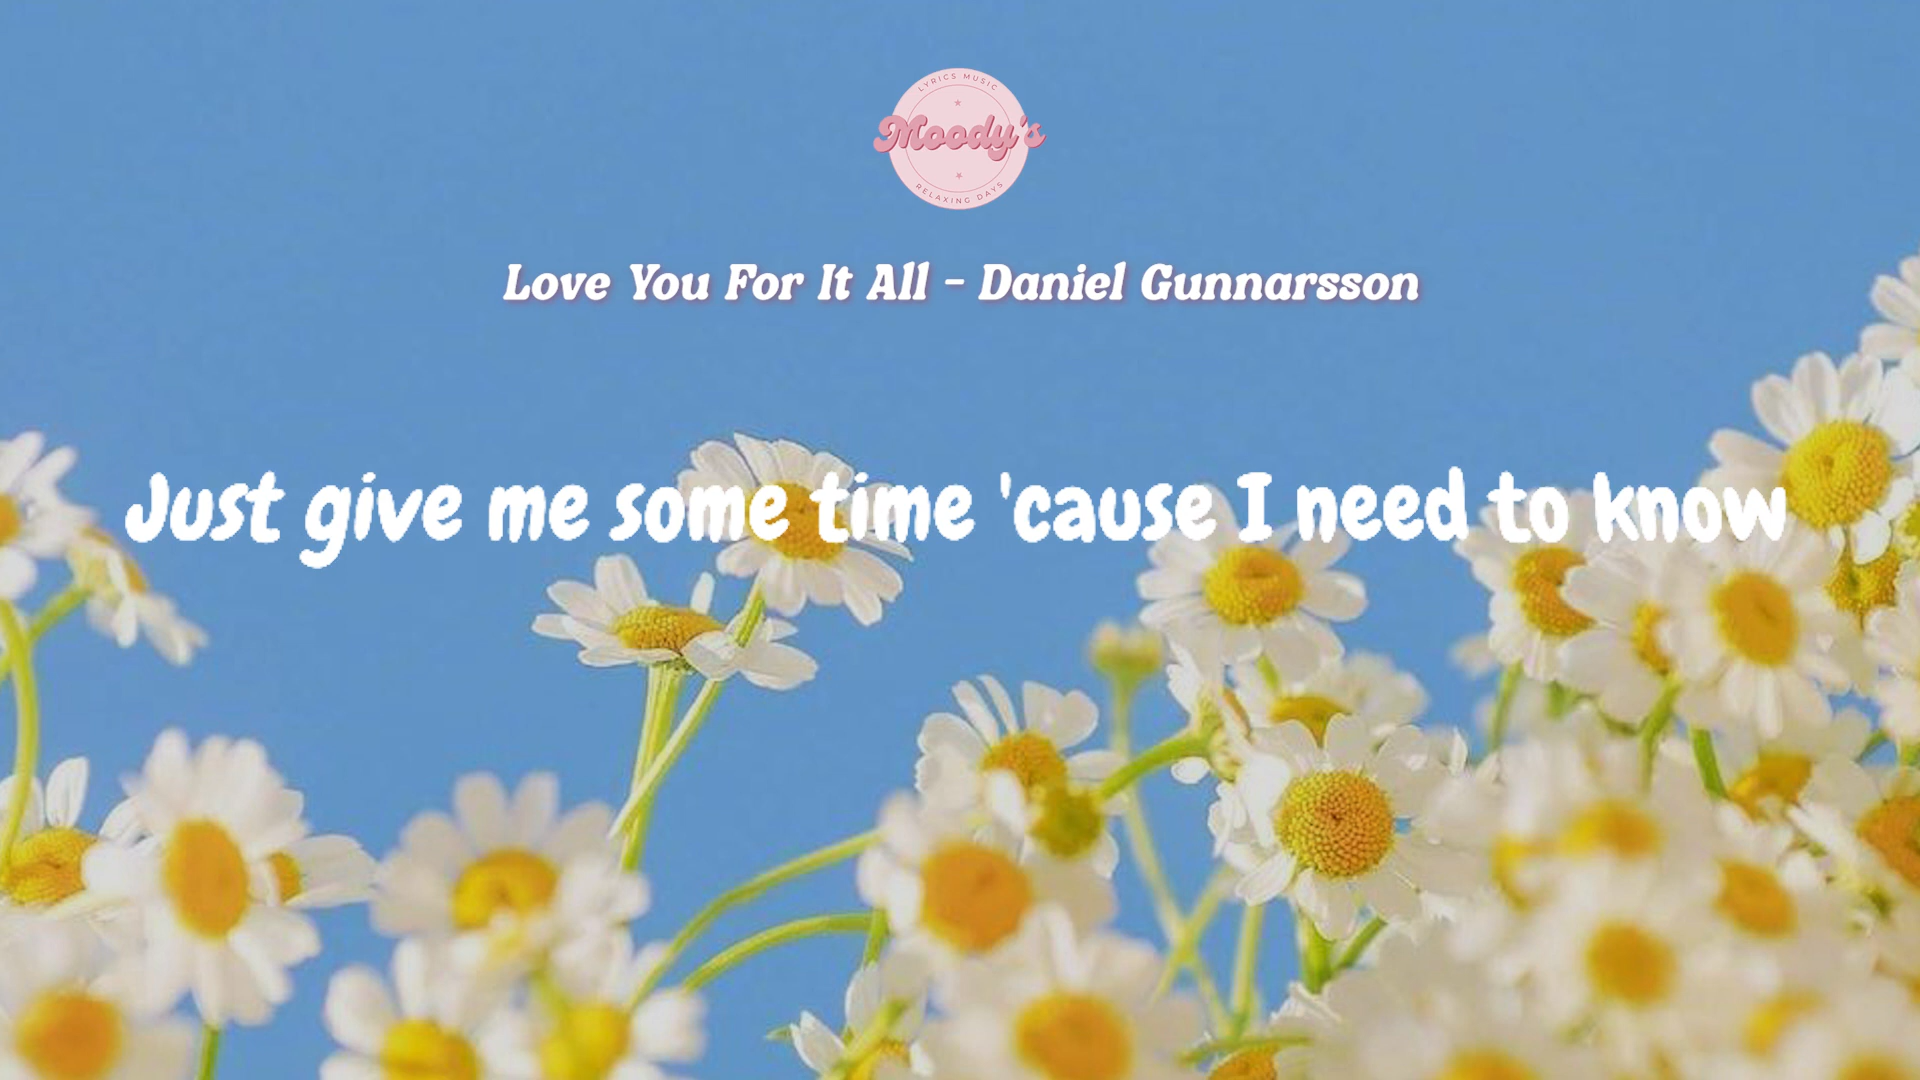 LYRICS MUSIC
Moody's
RELAXING DAYS
Love You For It All - Daniel Gunnarsson
Just give me some time 'cause I need to know